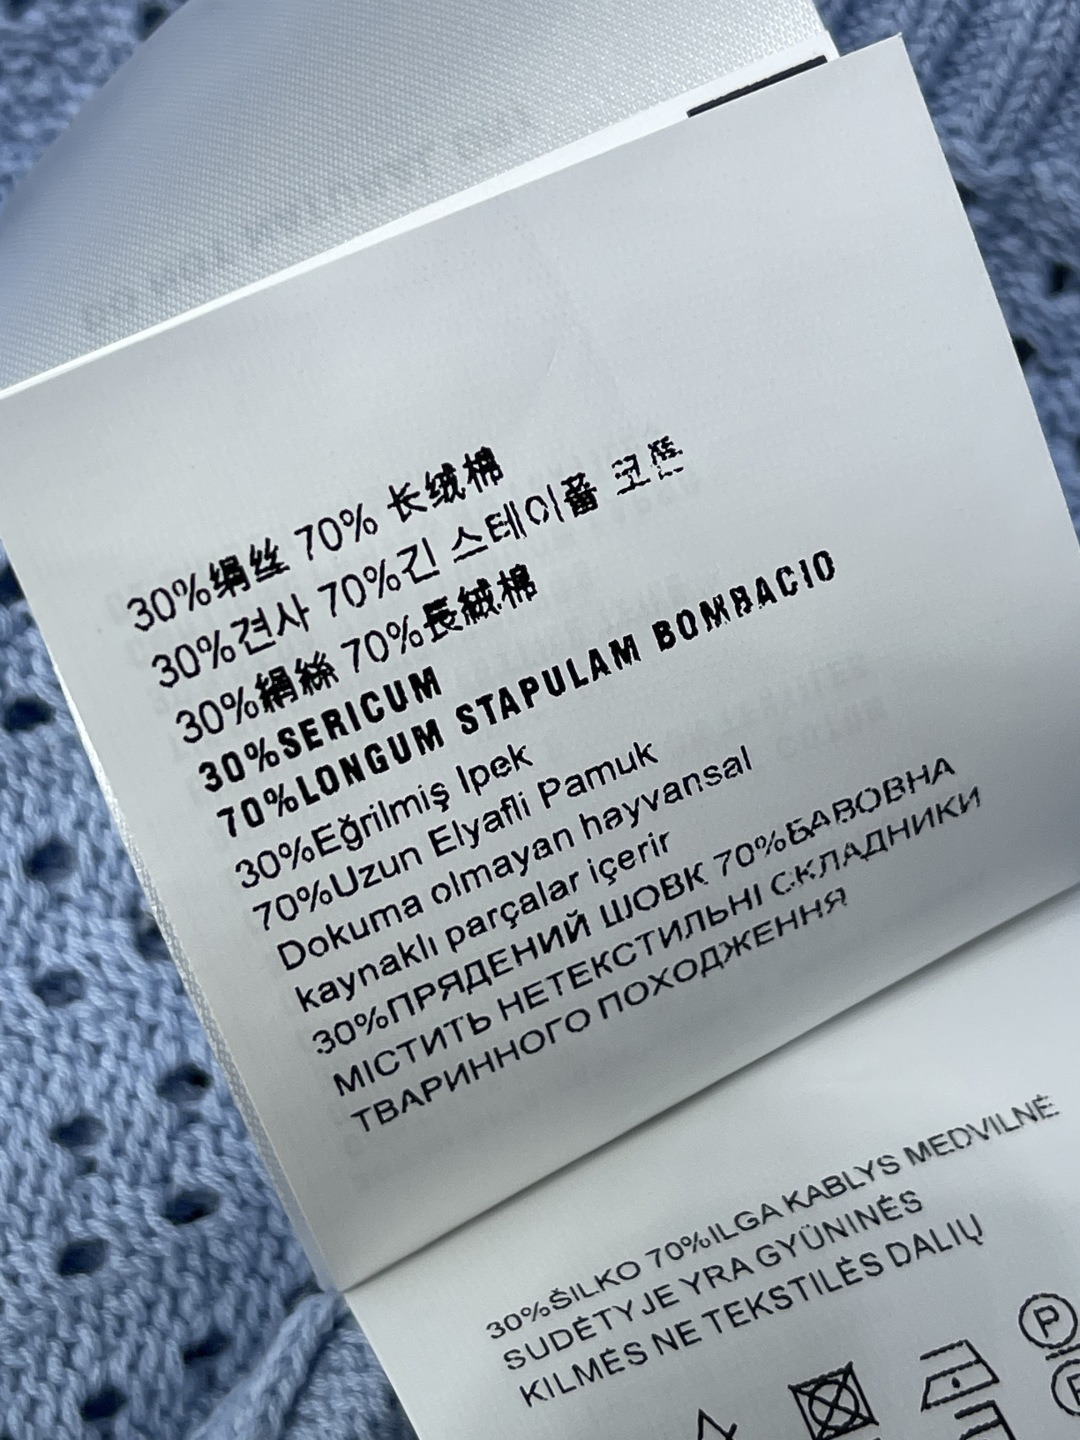 30%绢丝 70% 长绒棉
30%견사 70%긴 스테이플 코튼
30%絹絲 70%長絨棉
30%SERICUM
70%LONGUM STAPULAM BOMBACIO
30%Eğrilmiş Ipek
70%Uzun Elyafli Pamuk
Dokuma olmayan hayvansal
kaynaklı parçalar içerir
30%ПРЯДЕНИЙ ШОВК 70%БАВОВНА
МІСТИТЬ НЕТЕКСТИЛЬНІ СКЛАДНИКИ
ТВАРИННОГО ПОХОДЖЕННЯ
30%ŠILKO 70%ILGA KABLYS MEDVILNĖ
SUDĖTYJE YRA GYŪNINĖS
KILMĖS NE TEKSTILĖS DALIŲ
P